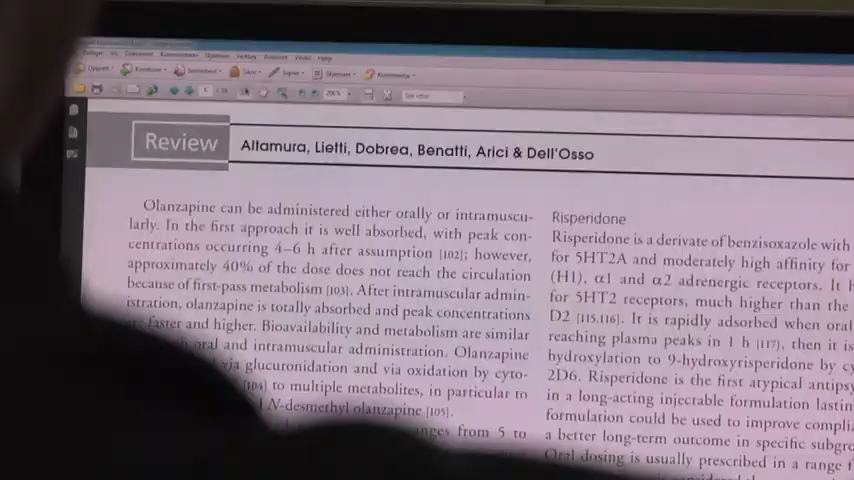 200%
Review
Altamura, Lietti, Dobrea, Benatti, Arici & Dell'Osso
Olanzapine can be administered either orally or intramuscu-
larly. In the first approach it is well absorbed, with peak con-
centrations occurring 4–6 h after assumption [102]; however,
approximately 40% of the dose does not reach the circulation
because of first-pass metabolism [103]. After intramuscular admin-
istration, olanzapine is totally absorbed and peak concentrations
faster and higher. Bioavailability and metabolism are similar
oral and intramuscular administration. Olanzapine
via glucuronidation and via oxidation by cyto-
[104] to multiple metabolites, in particular to
N-desmethyl olanzapine [105].
from 5 to
Risperidone
Risperidone is a derivate of benzisoxazole with
for 5HT2A and moderately high affinity for
(H1), α1 and α2 adrenergic receptors. It
for 5HT2 receptors, much higher than the
D2 [115,116]. It is rapidly adsorbed when oral
reaching plasma peaks in 1 h [117], then it is
hydroxylation to 9-hydroxyrisperidone by cy
2D6. Risperidone is the first atypical antipsy
in a long-acting injectable formulation lastin
formulation could be used to improve compli
a better long-term outcome in specific subgro
Oral dosing is usually prescribed in a range